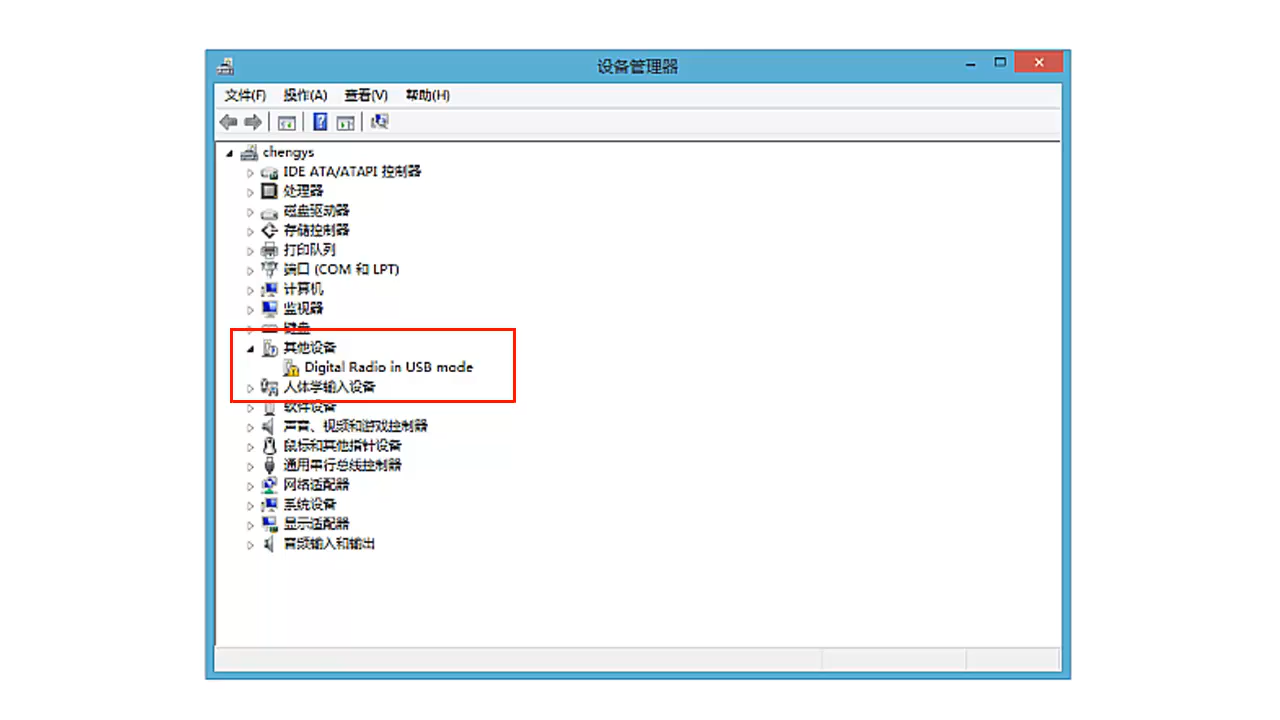 设备管理器
文件(F) 操作(A) 查看(V) 帮助(H)
chengys
IDE ATA/ATAPI 控制器
处理器
磁盘驱动器
存储控制器
打印队列
端口 (COM 和 LPT)
计算机
监视器
键盘
其他设备
Digital Radio in USB mode
人体学输入设备
软件设备
声音、视频和游戏控制器
鼠标和其他指针设备
通用串行总线控制器
网络适配器
系统设备
显示适配器
音频输入和输出